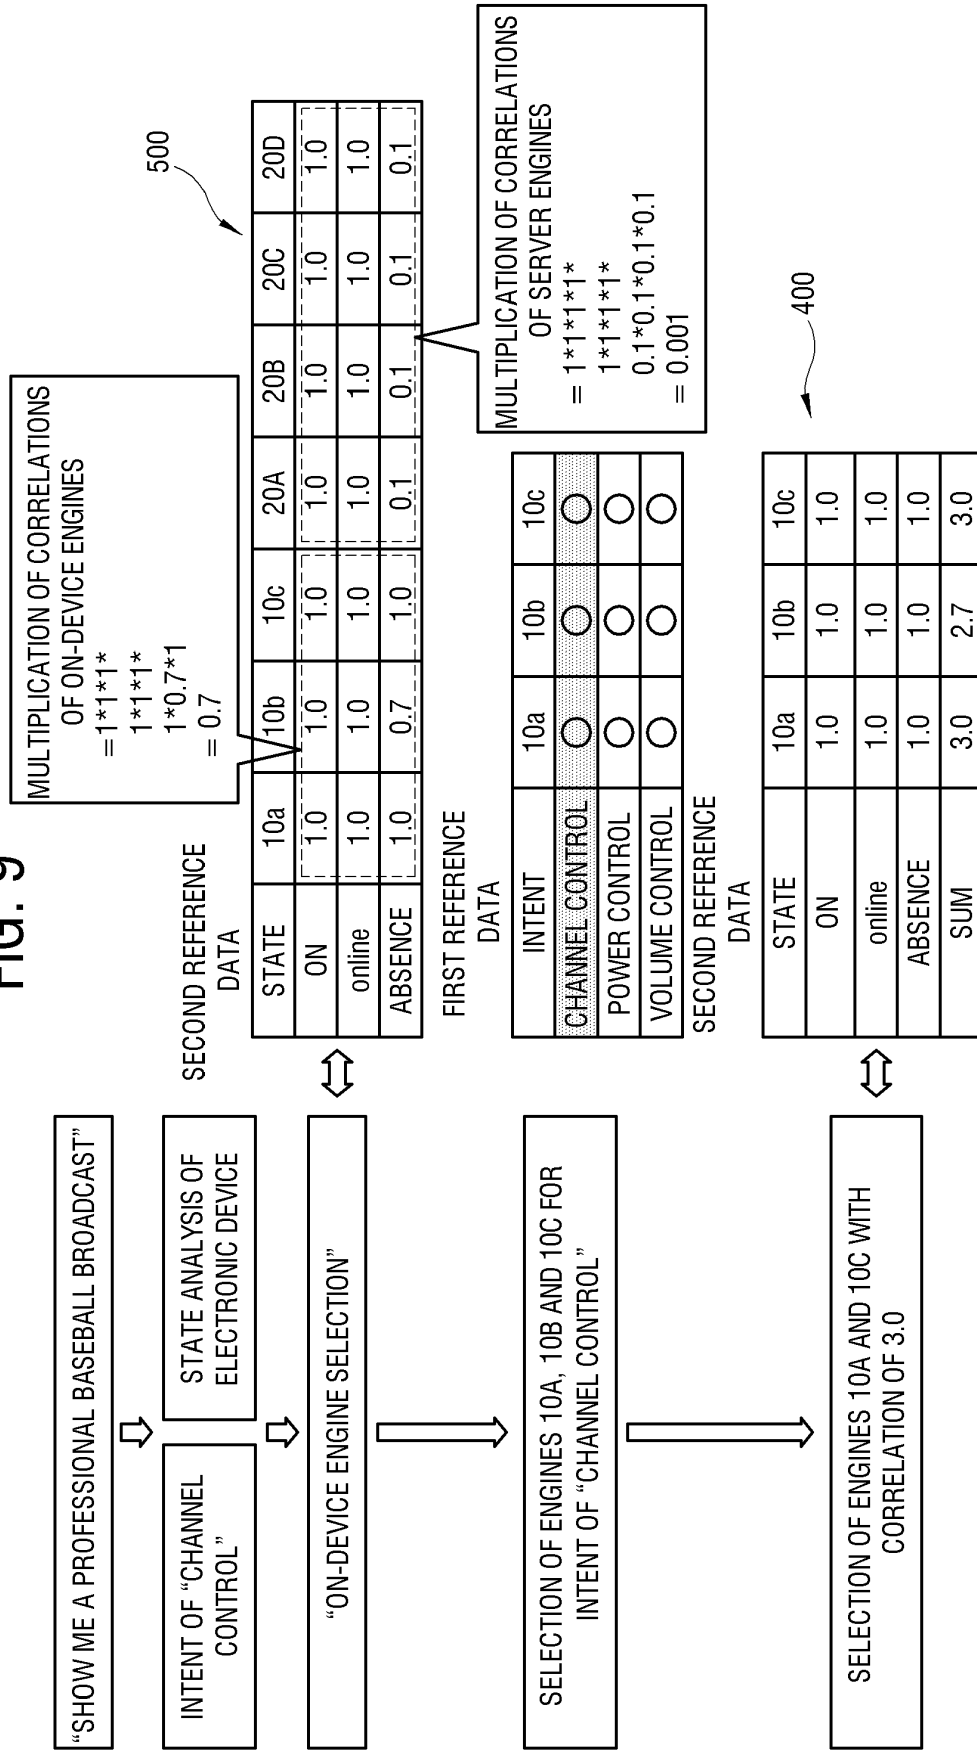 FIG. 9
"SHOW ME A PROFESSIONAL BASEBALL BROADCAST"
INTENT OF "CHANNEL
CONTROL"
STATE ANALYSIS OF
ELECTRONIC DEVICE
"ON-DEVICE ENGINE SELECTION"
SELECTION OF ENGINES 10A, 10B AND 10C FOR
INTENT OF "CHANNEL CONTROL"
SELECTION OF ENGINES 10A AND 10C WITH
CORRELATION OF 3.0
MULTIPLICATION OF CORRELATIONS
OF ON-DEVICE ENGINES
=1*1*1*
1*1*1*
1*0.7*1
= 0.7
500
SECOND REFERENCE
DATA
STATE 10a 10b 10c 20A 20B 20C 20D
ON 1.0 1.0 1.0 1.0 1.0 1.0 1.0
online 1.0 1.0 1.0 1.0 1.0 1.0 1.0
ABSENCE 1.0 0.7 1.0 0.1 0.1 0.1 0.1
MULTIPLICATION OF CORRELATIONS
OF SERVER ENGINES
= 1*1*1*1*
1*1*1*1*
0.1*0.1*0.1*0.1
= 0.001
FIRST REFERENCE
DATA
INTENT 10a 10b 10c
CHANNEL CONTROL ○ ○ ○
POWER CONTROL ○ ○ ○
VOLUME CONTROL ○ ○ ○
SECOND REFERENCE
DATA
400
STATE 10a 10b 10c
ON 1.0 1.0 1.0
online 1.0 1.0 1.0
ABSENCE 1.0 1.0 1.0
SUM 3.0 2.7 3.0